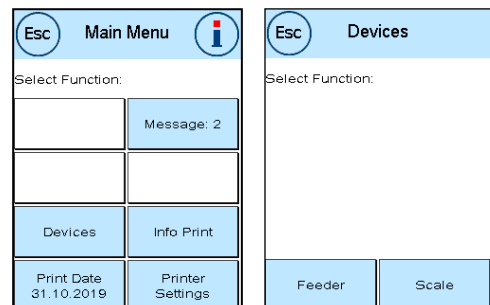 Esc
Main Menu
i
Select Function:
Message: 2
Devices
Info Print
Print Date
31.10.2019
Printer
Settings
Esc
Devices
Select Function:
Feeder
Scale